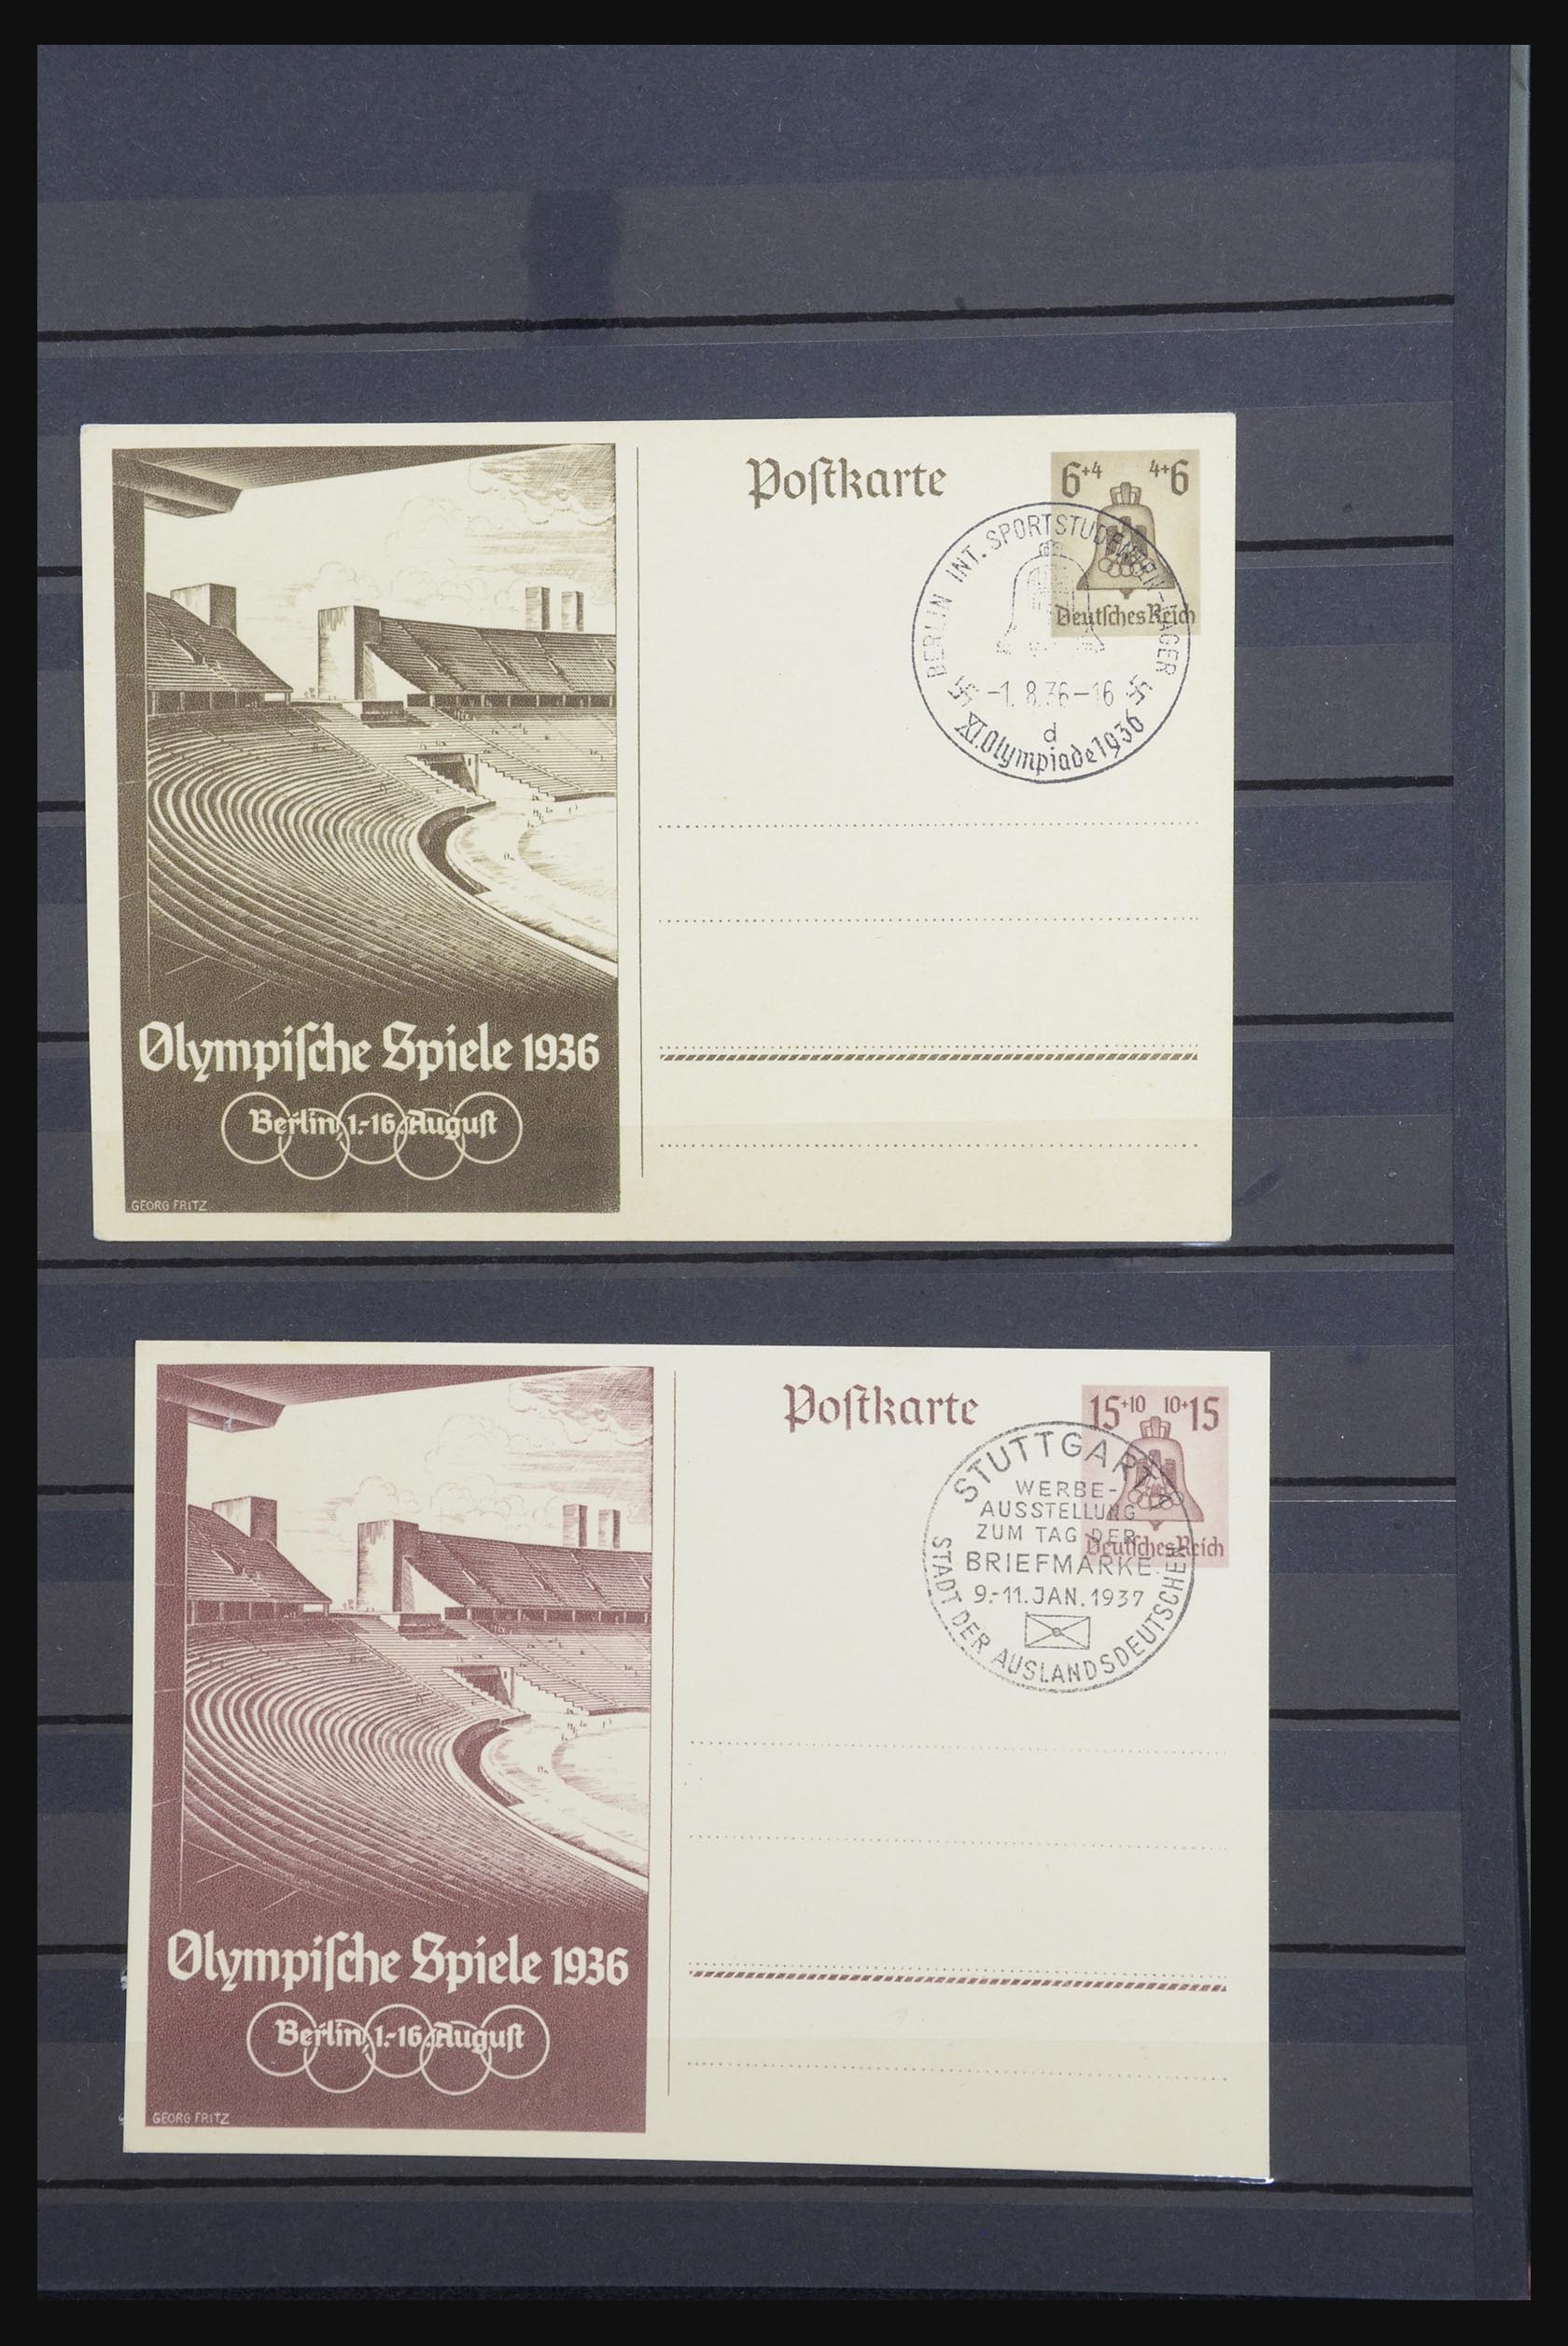 Postkarte
6+4 4+6
Deutsches Reich
BERLIN INT. SPORTSTUDENTEN-LAGER
-1.8.36-16
d
XI. Olympiade 1936
Olympische Spiele 1936
Berlin, 1.-16. August
GEORG FRITZ
Postkarte
15+10 10+15
Deutsches Reich
STUTTGART
WERBE-
AUSSTELLUNG
ZUM TAG DER
BRIEFMARKE
9.-11. JAN. 1937
STADT DER AUSLANDSDEUTSCHEN
Olympische Spiele 1936
Berlin, 1.-16. August
GEORG FRITZ